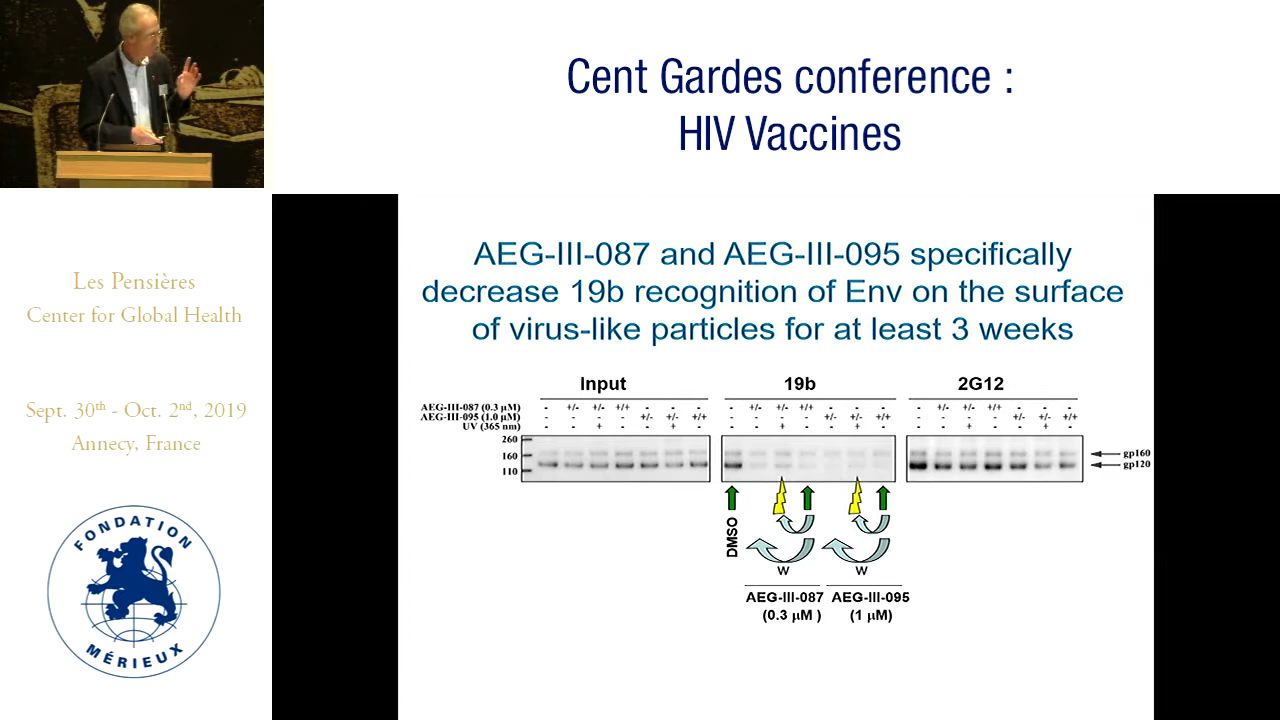 Cent Gardes conference :
HIV Vaccines
Les Pensières
Center for Global Health
Sept. 30th - Oct. 2nd, 2019
Annecy, France
FONDATION
MÉRIEUX
AEG-III-087 and AEG-III-095 specifically
decrease 19b recognition of Env on the surface
of virus-like particles for at least 3 weeks
Input 19b 2G12
AEG-III-087 (0.3 µM) - +/- +/- +/+ - +/- +/- +/+ - +/- +/- +/+
AEG-III-095 (1.0 µM) +/- +/- +/+ +/- +/- +/+ +/- +/- +/+
UV (365 nm) - + + - + + - + +
260
160
110
gp160
gp120
DMSO
W W
AEG-III-087 AEG-III-095
(0.3 µM ) (1 µM)